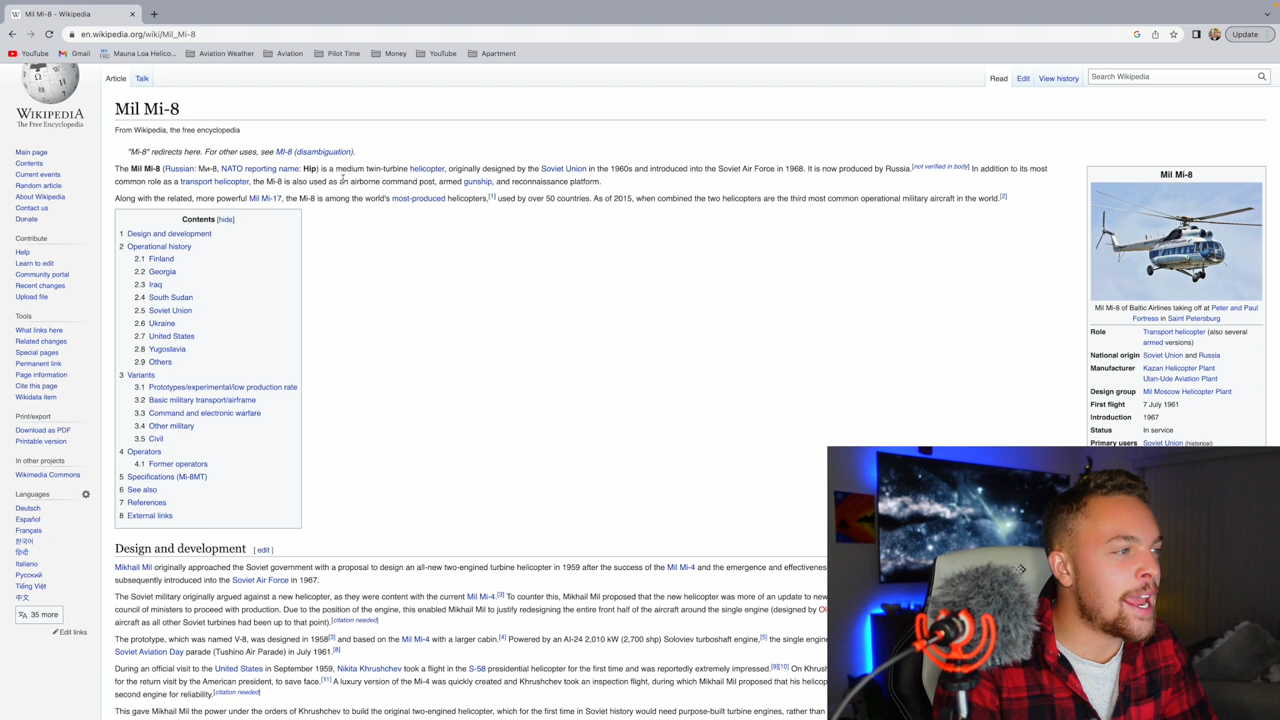 Mil Mi-8 - Wikipedia
en.wikipedia.org/wiki/Mil_Mi-8
Update
YouTube
Gmail
Mauna Loa Helico...
Aviation Weather
Aviation
Pilot Time
Money
YouTube
Apartment
WIKIPEDIA
The Free Encyclopedia
Main page
Contents
Current events
Random article
About Wikipedia
Contact us
Donate
Contribute
Help
Learn to edit
Community portal
Recent changes
Upload file
Tools
What links here
Related changes
Special pages
Permanent link
Page information
Cite this page
Wikidata item
Print/export
Download as PDF
Printable version
In other projects
Wikimedia Commons
Languages
Deutsch
Español
Français
한국어
हिन्दी
Italiano
Русский
Tiếng Việt
中文
35 more
Edit links
Article Talk
Read Edit View history
Search Wikipedia
Mil Mi-8
From Wikipedia, the free encyclopedia
"Mi-8" redirects here. For other uses, see MI-8 (disambiguation).
The Mil Mi-8 (Russian: Ми-8, NATO reporting name: Hip) is a medium twin-turbine helicopter, originally designed by the Soviet Union in the 1960s and introduced into the Soviet Air Force in 1968. It is now produced by Russia.[not verified in body] In addition to its most
common role as a transport helicopter, the Mi-8 is also used as an airborne command post, armed gunship, and reconnaissance platform.
Along with the related, more powerful Mil Mi-17, the Mi-8 is among the world's most-produced helicopters,[1] used by over 50 countries. As of 2015, when combined the two helicopters are the third most common operational military aircraft in the world.[2]
Contents [hide]
1 Design and development
2 Operational history
2.1 Finland
2.2 Georgia
2.3 Iraq
2.4 South Sudan
2.5 Soviet Union
2.6 Ukraine
2.7 United States
2.8 Yugoslavia
2.9 Others
3 Variants
3.1 Prototypes/experimental/low production rate
3.2 Basic military transport/airframe
3.3 Command and electronic warfare
3.4 Other military
3.5 Civil
4 Operators
4.1 Former operators
5 Specifications (Mi-8MT)
6 See also
7 References
8 External links
Mil Mi-8
Mil Mi-8 of Baltic Airlines taking off at Peter and Paul
Fortress in Saint Petersburg
Role Transport helicopter (also several
armed versions)
National origin Soviet Union and Russia
Manufacturer Kazan Helicopter Plant
Ulan-Ude Aviation Plant
Design group Mil Moscow Helicopter Plant
First flight 7 July 1961
Introduction 1967
Status In service
Primary users Soviet Union (historical)
Design and development [ edit ]
Mikhail Mil originally approached the Soviet government with a proposal to design an all-new two-engined turbine helicopter in 1959 after the success of the Mil Mi-4 and the emergence and effectiveness
subsequently introduced into the Soviet Air Force in 1967.
The Soviet military originally argued against a new helicopter, as they were content with the current Mil Mi-4.[3] To counter this, Mikhail Mil proposed that the new helicopter was more of an update to new
council of ministers to proceed with production. Due to the position of the engine, this enabled Mikhail Mil to justify redesigning the entire front half of the aircraft around the single engine (designed by Ol
aircraft as all other Soviet turbines had been up to that point).[citation needed]
The prototype, which was named V-8, was designed in 1958[3] and based on the Mil Mi-4 with a larger cabin.[4] Powered by an AI-24 2,010 kW (2,700 shp) Soloviev turboshaft engine,[5] the single engine
Soviet Aviation Day parade (Tushino Air Parade) in July 1961.[8]
During an official visit to the United States in September 1959, Nikita Khrushchev took a flight in the S-58 presidential helicopter for the first time and was reportedly extremely impressed.[9][10] On Khrush
for the return visit by the American president, to save face.[11] A luxury version of the Mi-4 was quickly created and Khrushchev took an inspection flight, during which Mikhail Mil proposed that his helicop
second engine for reliability.[citation needed]
This gave Mikhail Mil the power under the orders of Khrushchev to build the original two-engined helicopter, which for the first time in Soviet history would need purpose-built turbine engines, rather than